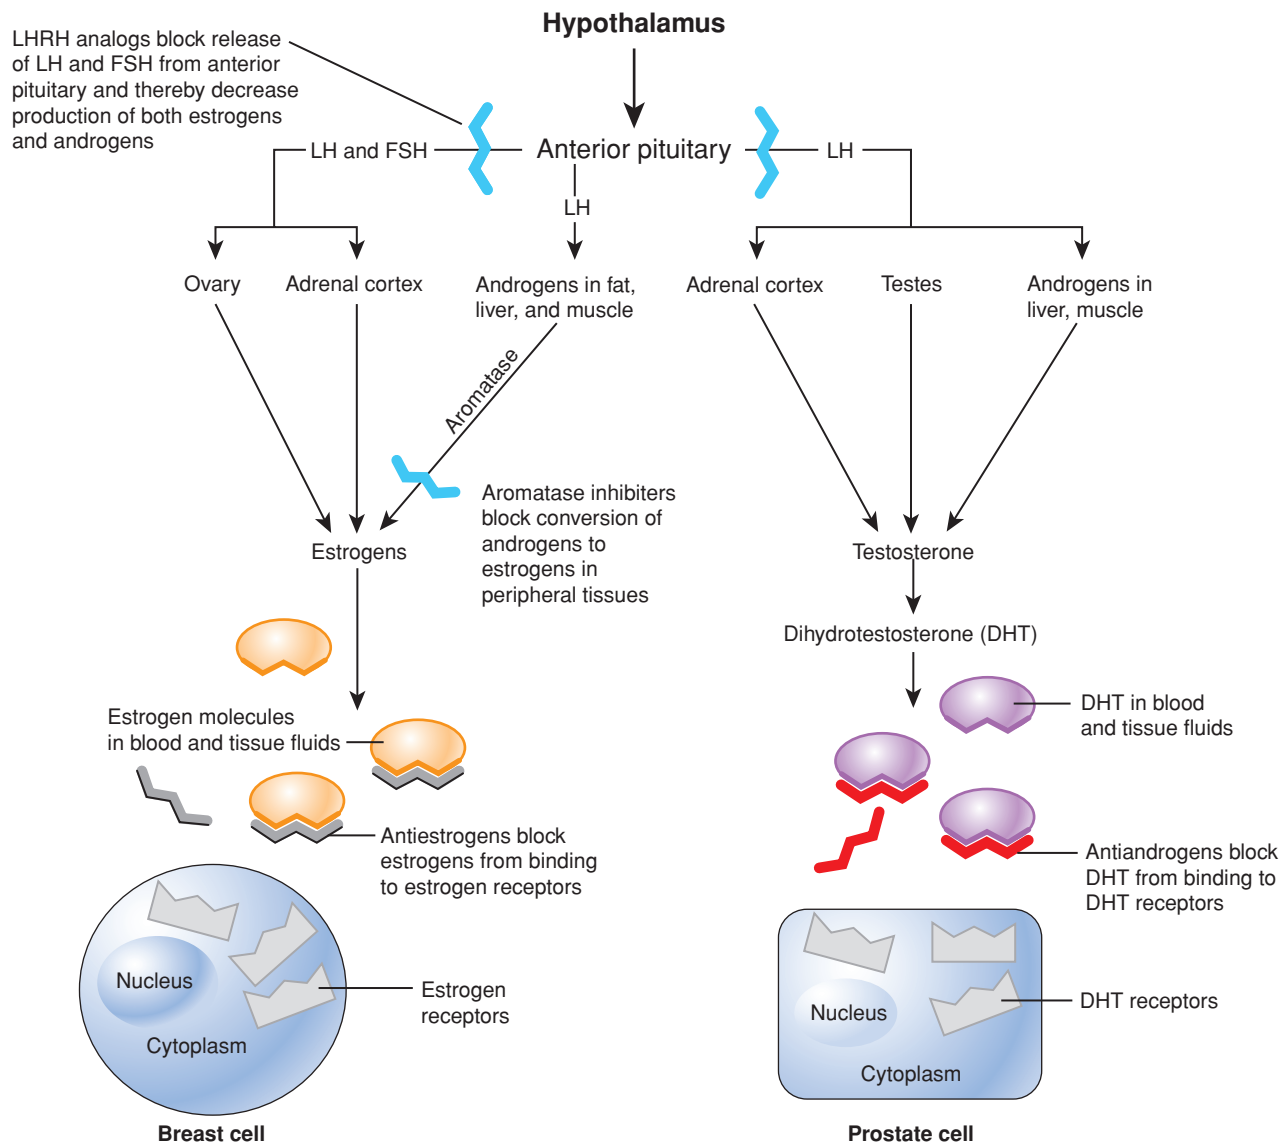 Hypothalamus
LHRH analogs block release
of LH and FSH from anterior
pituitary and thereby decrease
production of both estrogens
and androgens
LH and FSH
Anterior pituitary
LH
LH
Ovary
Adrenal cortex
Androgens in fat,
liver, and muscle
Adrenal cortex
Testes
Androgens in
liver, muscle
Aromatase
Aromatase inhibiters
block conversion of
androgens to
estrogens in
peripheral tissues
Estrogens
Testosterone
Dihydrotestosterone (DHT)
Estrogen molecules
in blood and tissue fluids
DHT in blood
and tissue fluids
Antiestrogens block
estrogens from binding
to estrogen receptors
Antiandrogens block
DHT from binding to
DHT receptors
Nucleus
Cytoplasm
Estrogen
receptors
Nucleus
Cytoplasm
DHT receptors
Breast cell
Prostate cell